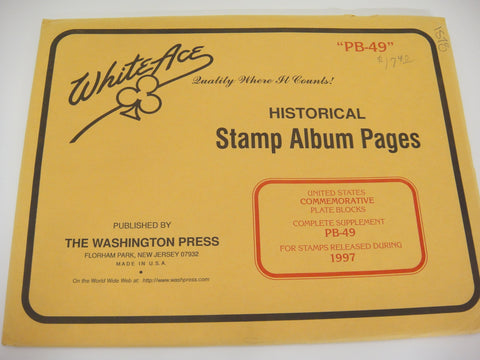 White Ace
Quality Where It Counts!
"PB-49"
HISTORICAL
Stamp Album Pages
UNITED STATES
COMMEMORATIVE
PLATE BLOCKS
COMPLETE SUPPLEMENT
PB-49
FOR STAMPS RELEASED DURING
1997
PUBLISHED BY
THE WASHINGTON PRESS
FLORHAM PARK, NEW JERSEY 07932
MADE IN U.S.A.
On the World Wide Web at: http://www.washpress.com